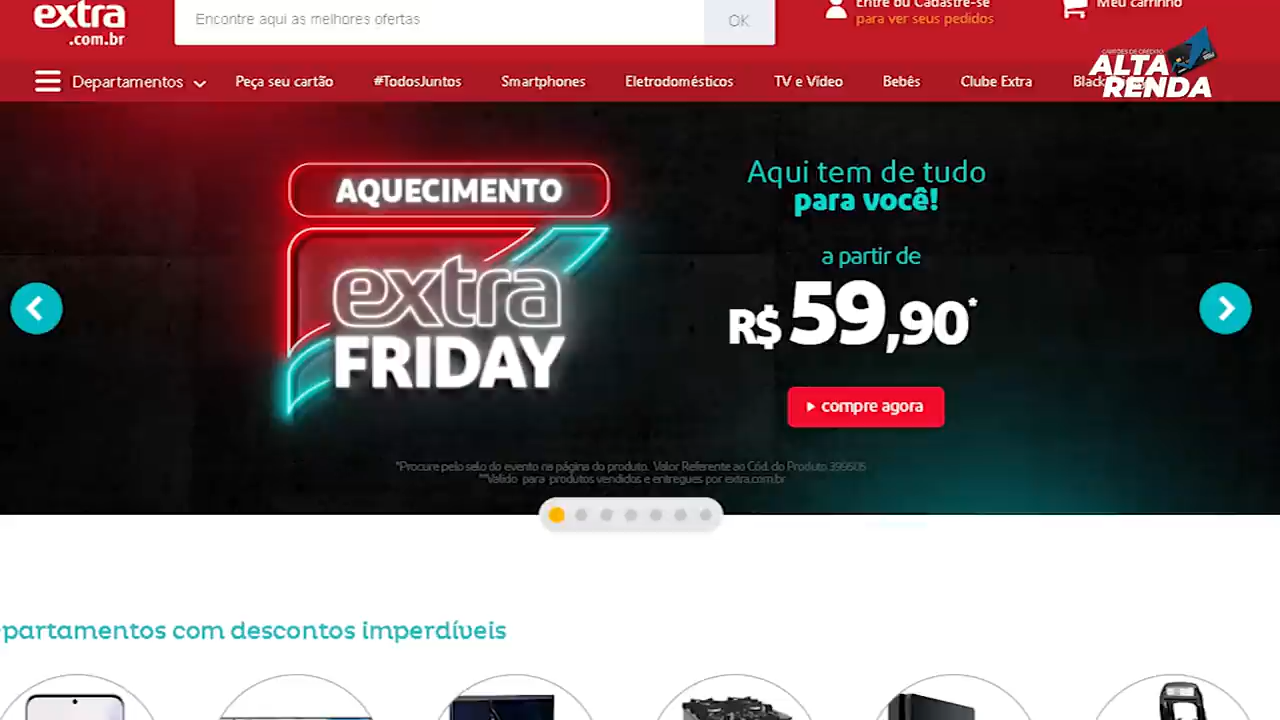 extra
.com.br
Encontre aqui as melhores ofertas
OK
Entre ou Cadastre-se
para ver seus pedidos
Meu carrinho
CARTÕES DE CRÉDITO
ALTA
RENDA
Departamentos
Peça seu cartão
#TodosJuntos
Smartphones
Eletrodomésticos
TV e Vídeo
Bebês
Clube Extra
AQUECIMENTO
extra
FRIDAY
Aqui tem de tudo
para você!
a partir de
R$ 59,90*
compre agora
*Procure pelo selo do evento na página do produto. Valor Referente ao Cód. do Produto
**Válido para produtos vendidos e entregues por extra.com.br
partamentos com descontos imperdíveis